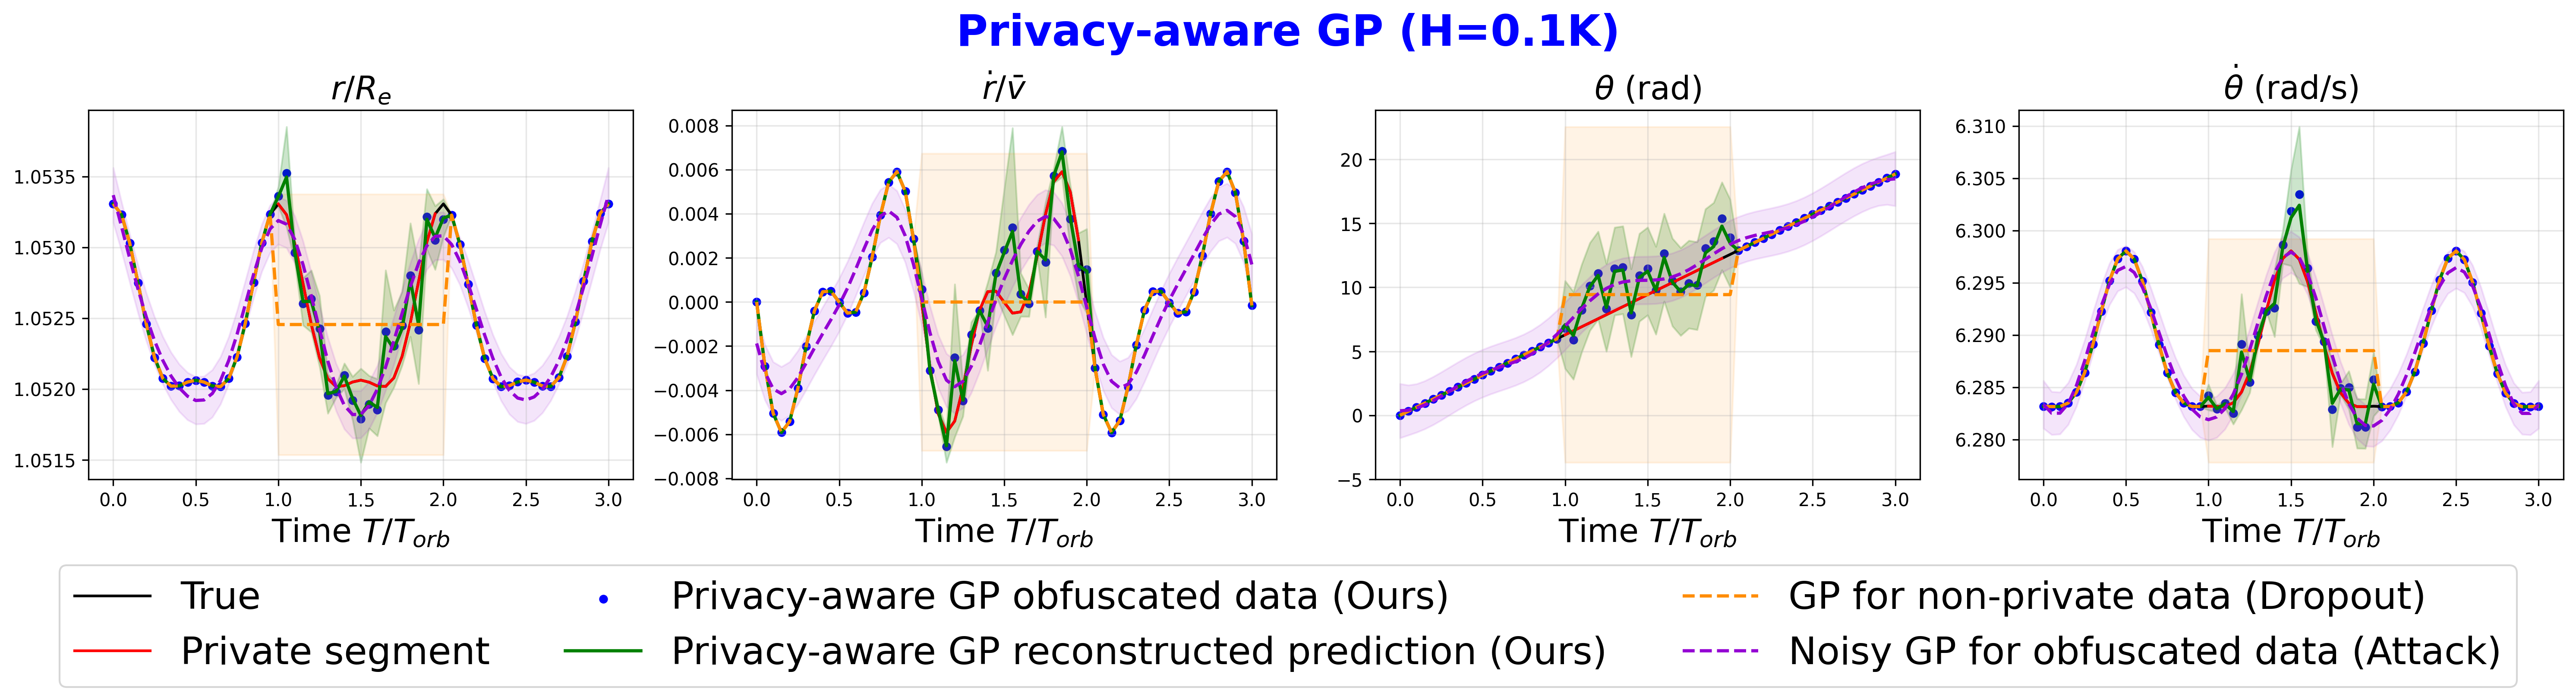 Privacy-aware GP (H=0.1K)
r/Rₑ
1.0535
1.0530
1.0525
1.0520
1.0515
0.0 0.5 1.0 1.5 2.0 2.5 3.0
Time T/Tₒᵣb
ṙ/v̄
0.008
0.006
0.004
0.002
0.000
−0.002
−0.004
−0.006
−0.008
0.0 0.5 1.0 1.5 2.0 2.5 3.0
Time T/Tₒᵣb
θ (rad)
20
15
10
5
0
−5
0.0 0.5 1.0 1.5 2.0 2.5 3.0
Time T/Tₒᵣb
θ̇ (rad/s)
6.310
6.305
6.300
6.295
6.290
6.285
6.280
0.0 0.5 1.0 1.5 2.0 2.5 3.0
Time T/Tₒᵣb
True
Private segment
Privacy-aware GP obfuscated data (Ours)
Privacy-aware GP reconstructed prediction (Ours)
GP for non-private data (Dropout)
Noisy GP for obfuscated data (Attack)